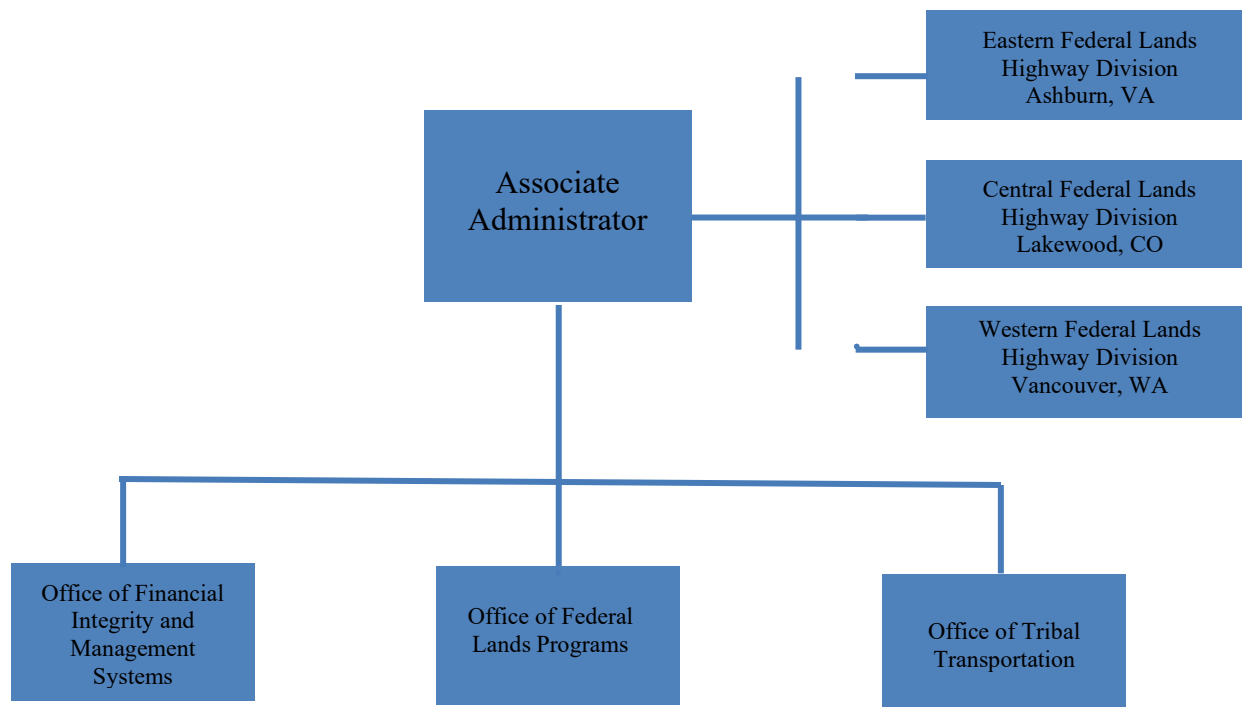 Eastern Federal Lands
Highway Division
Ashburn, VA
Associate
Administrator
Central Federal Lands
Highway Division
Lakewood, CO
Western Federal Lands
Highway Division
Vancouver, WA
Office of Financial
Integrity and
Management
Systems
Office of Federal
Lands Programs
Office of Tribal
Transportation